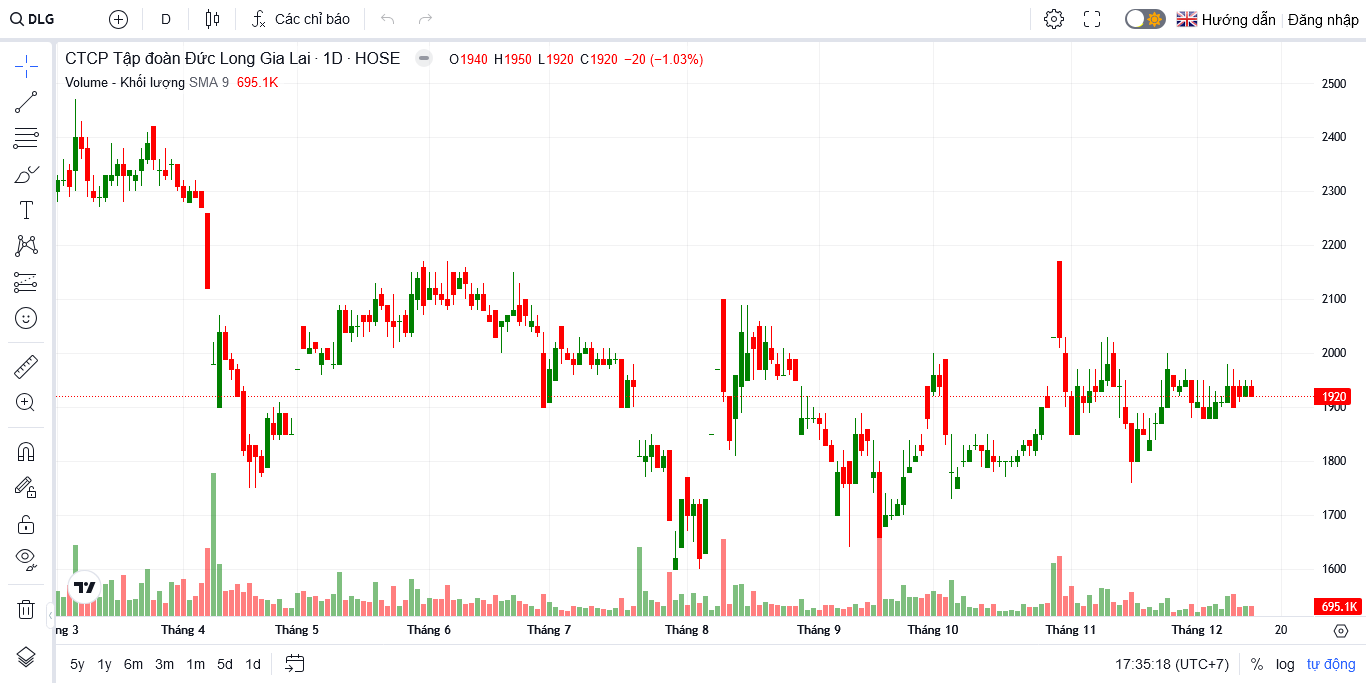 DLG D Các chỉ báo Hướng dẫn Đăng nhập
CTCP Tập đoàn Đức Long Gia Lai · 1D · HOSE O1940 H1950 L1920 C1920 −20 (−1.03%)
Volume - Khối lượng SMA 9 695.1K
2500
2400
2300
2200
2100
2000
1920
1900
1800
1700
1600
695.1K
ng 3 Tháng 4 Tháng 5 Tháng 6 Tháng 7 Tháng 8 Tháng 9 Tháng 10 Tháng 11 Tháng 12 20
5y 1y 6m 3m 1m 5d 1d 17:35:18 (UTC+7) % log tự động